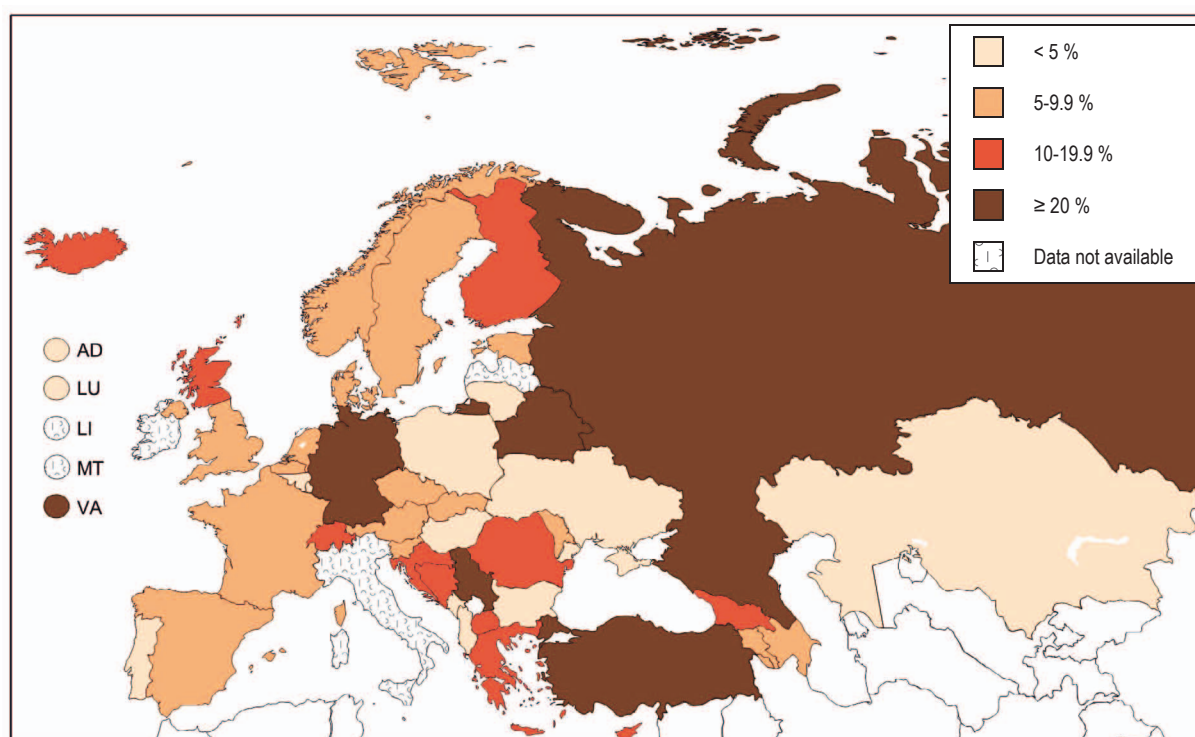 < 5 %
5-9.9 %
10-19.9 %
≥ 20 %
Data not available
AD
LU
LI
MT
VA